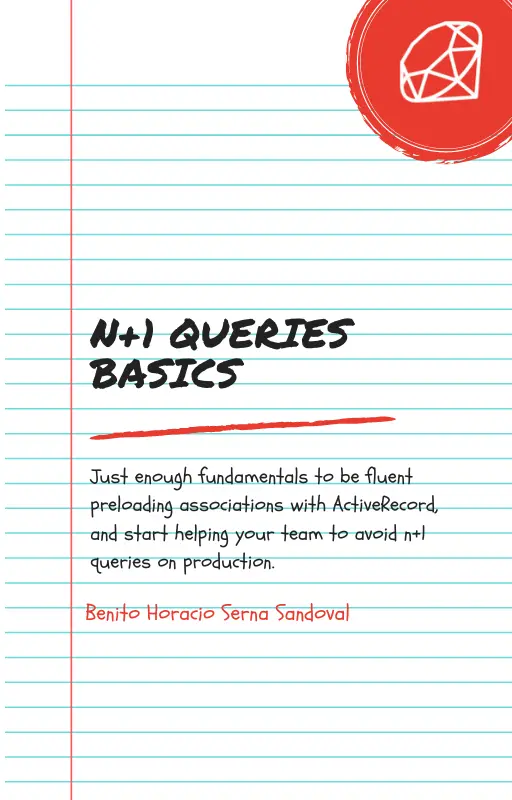 N+1 QUERIES
BASICS
Just enough fundamentals to be fluent
preloading associations with ActiveRecord,
and start helping your team to avoid n+1
queries on production.
Benito Horacio Serna Sandoval